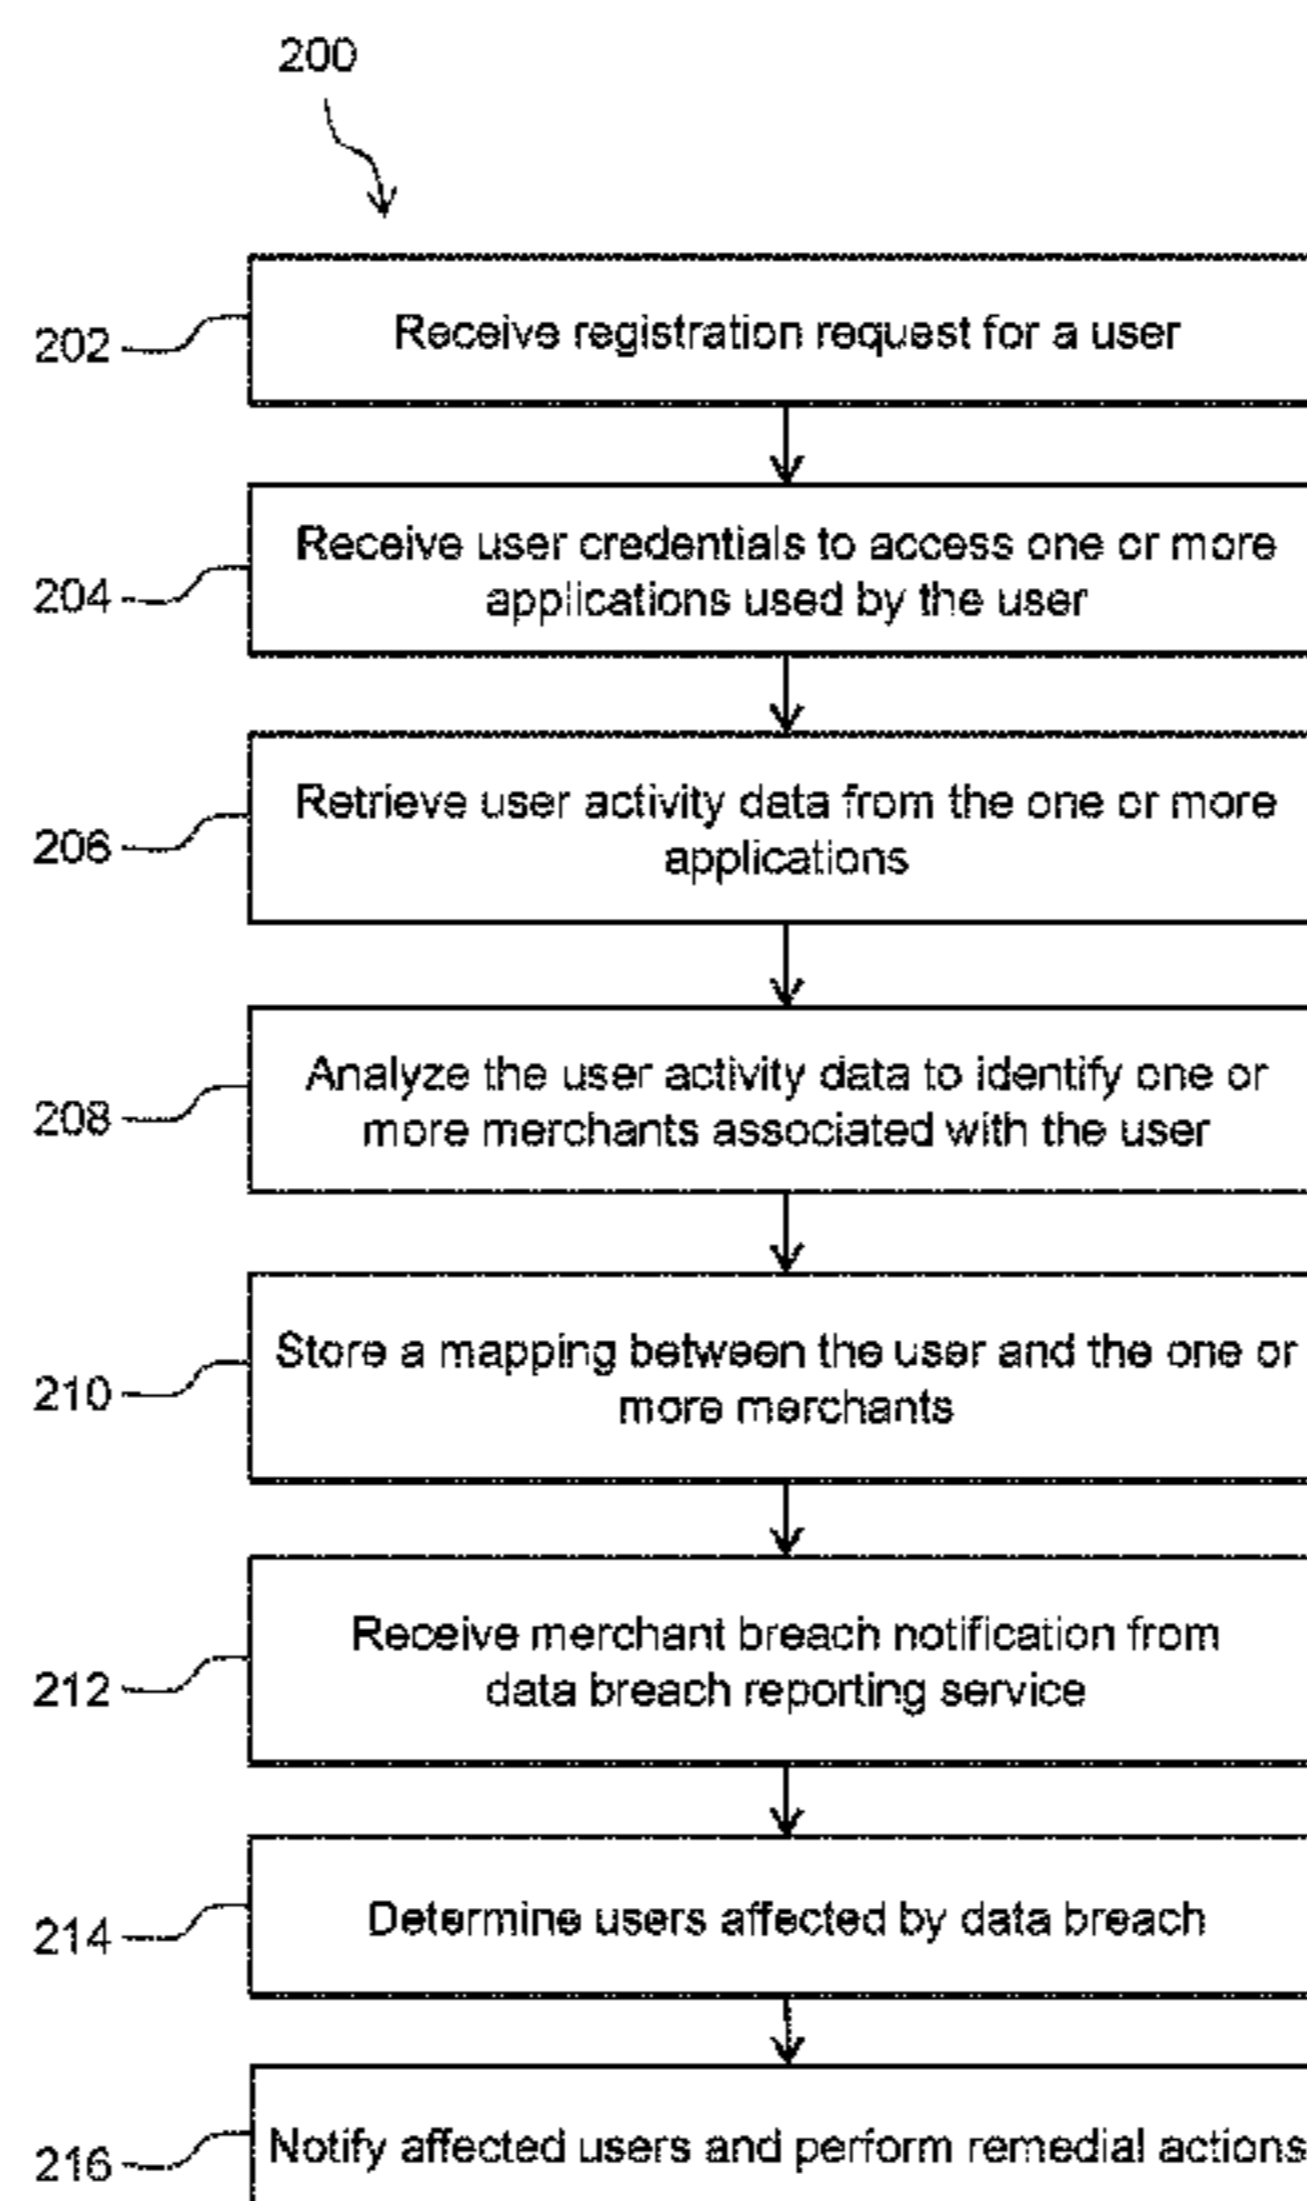 200
202
Receive registration request for a user
204
Receive user credentials to access one or more
applications used by the user
206
Retrieve user activity data from the one or more
applications
208
Analyze the user activity data to identify one or
more merchants associated with the user
210
Store a mapping between the user and the one or
more merchants
212
Receive merchant breach notification from
data breach reporting service
214
Determine users affected by data breach
216
Notify affected users and perform remedial actions